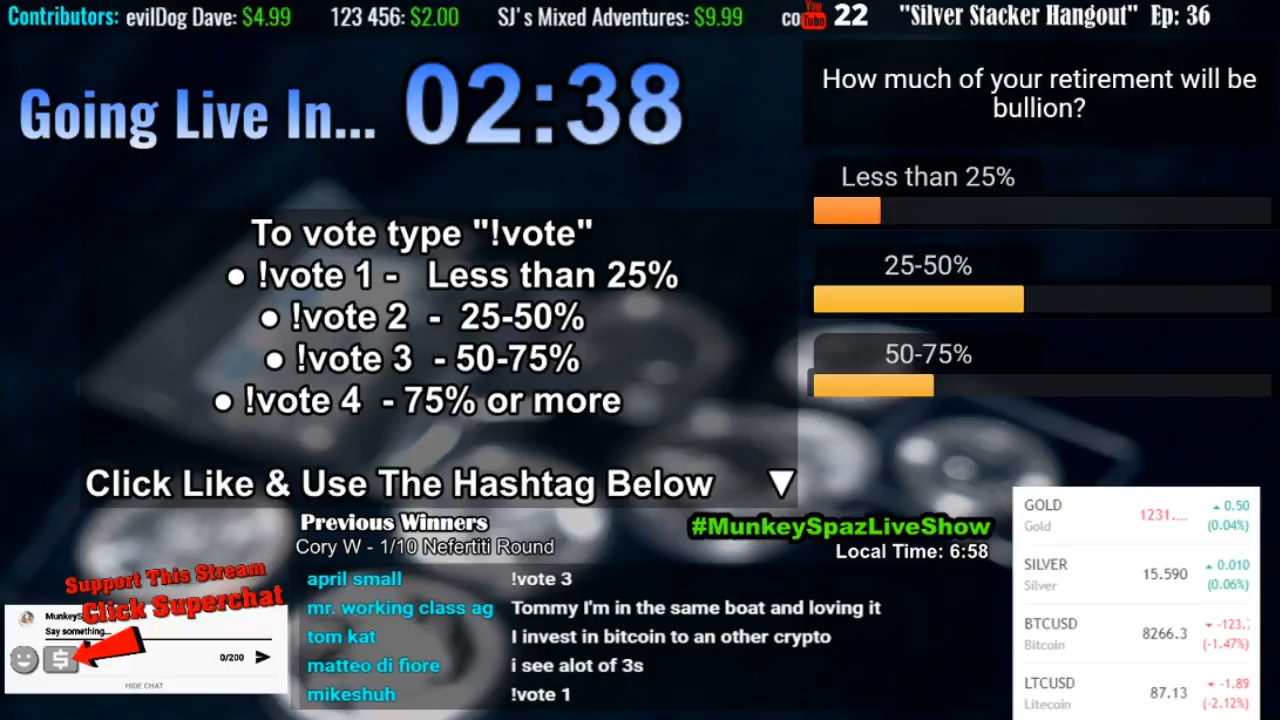 Contributors: evilDog Dave: $4.99 123 456: $2.00 SJ's Mixed Adventures: $9.99 co
You Tube 22
"Silver Stacker Hangout" Ep: 36
Going Live In... 02:38
How much of your retirement will be
bullion?
Less than 25%
25-50%
50-75%
To vote type "!vote"
● !vote 1 - Less than 25%
● !vote 2 - 25-50%
● !vote 3 - 50-75%
● !vote 4 - 75% or more
Click Like & Use The Hashtag Below ▼
Previous Winners
Cory W - 1/10 Nefertiti Round
#MunkeySpazLiveShow
Local Time: 6:58
april small !vote 3
mr. working class ag Tommy I'm in the same boat and loving it
tom kat I invest in bitcoin to an other crypto
matteo di fiore i see alot of 3s
mikeshuh !vote 1
Support This Stream
Click Superchat
MunkeyS
Say something...
0/200
HIDE CHAT
GOLD 1231.... ▲ 0.50
Gold (0.04%)
SILVER 15.590 ▲ 0.010
Silver (0.06%)
BTCUSD 8266.3 ▼ -123.
Bitcoin (-1.47%)
LTCUSD 87.13 ▼ -1.89
Litecoin (-2.12%)